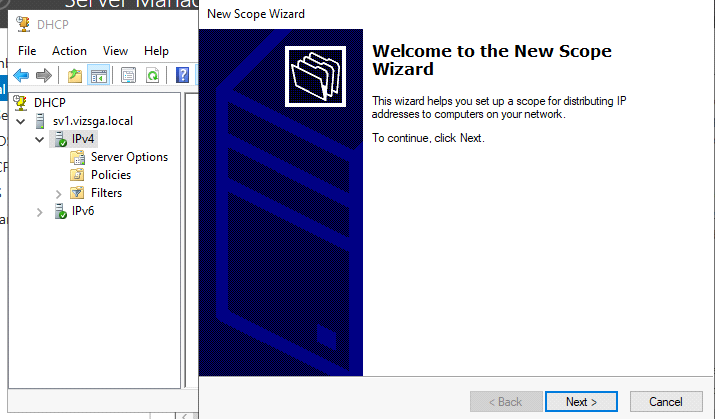 Server Mana
DHCP
File Action View Help
DHCP
sv1.vizsga.local
IPv4
Server Options
Policies
Filters
IPv6
New Scope Wizard
Welcome to the New Scope
Wizard
This wizard helps you set up a scope for distributing IP
addresses to computers on your network.
To continue, click Next.
< Back
Next >
Cancel